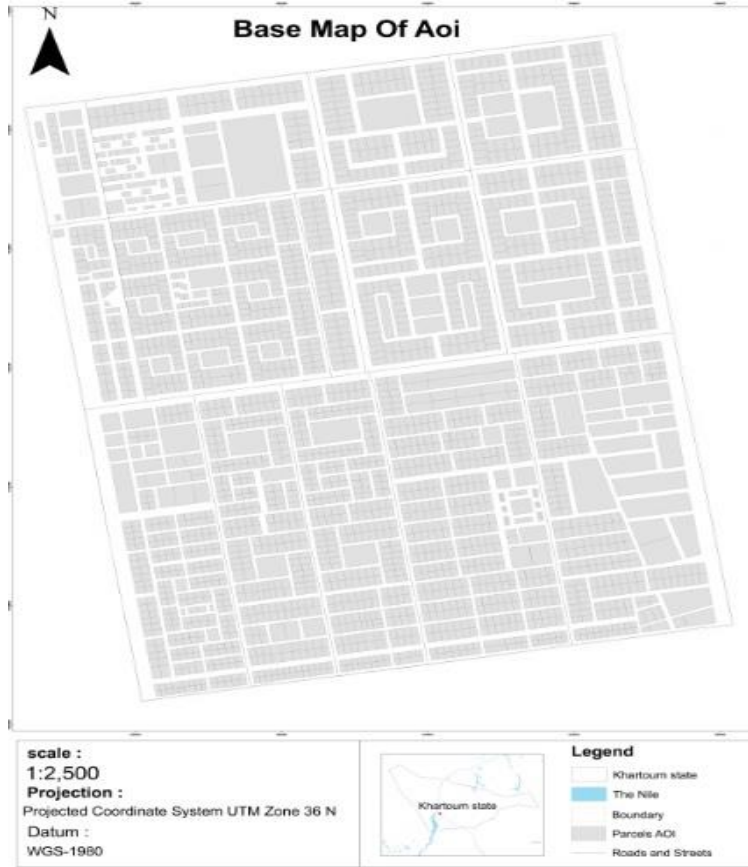 N
Base Map Of Aoi
scale :
1:2,500
Projection :
Projected Coordinate System UTM Zone 36 N
Datum :
WGS-1980
Khartoum state
Legend
Khartoum state
The Nile
Boundary
Parcels AOI
Roads and Streets